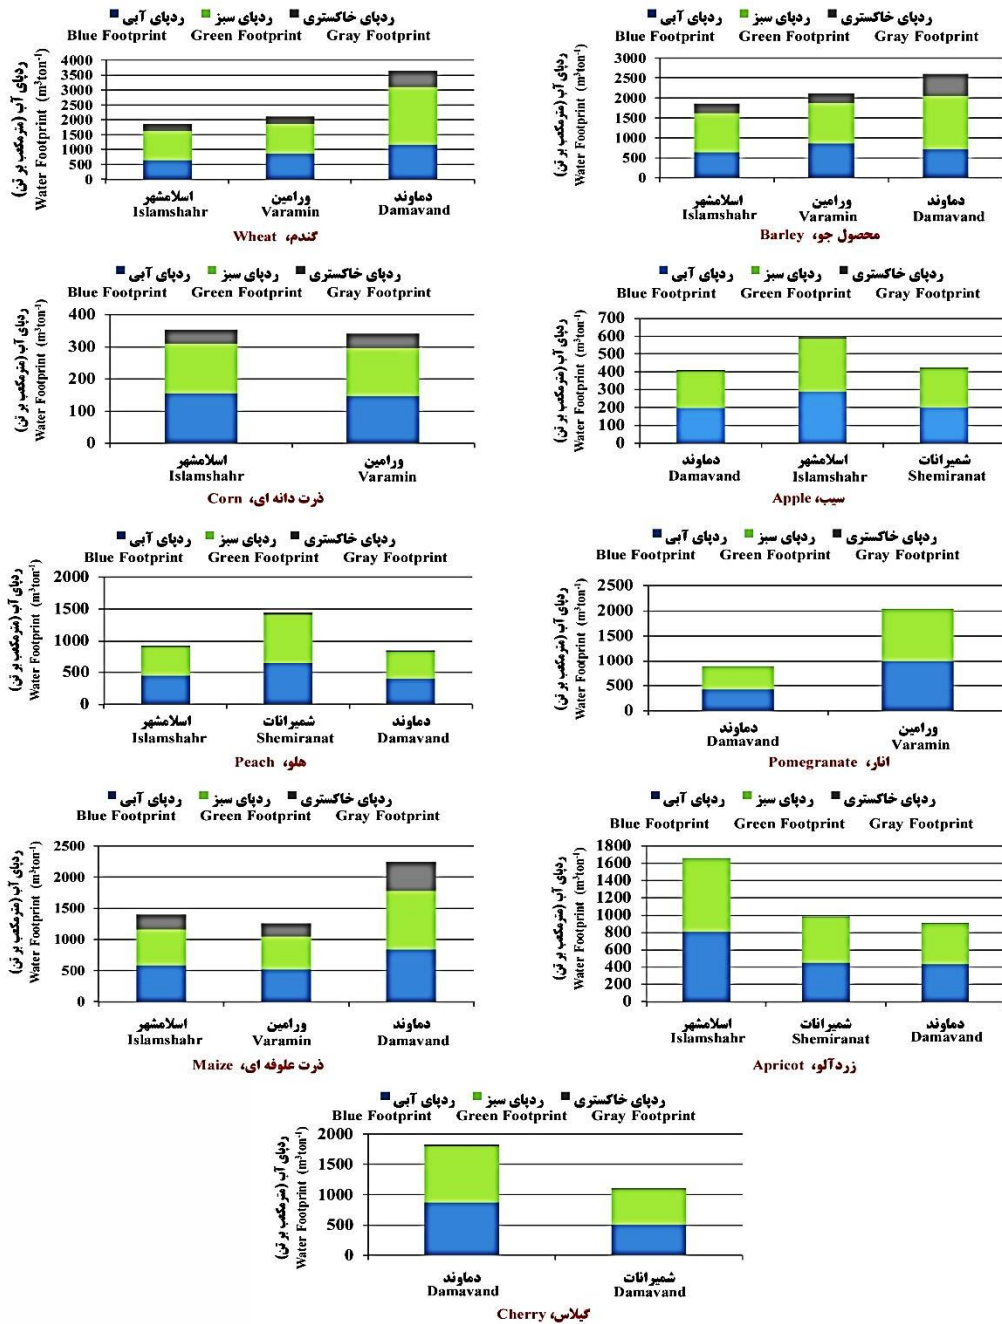 ردپای آبی ردپای سبز ردپای خاکستری
Blue Footprint Green Footprint Gray Footprint
ردپای آب (مترمکعب بر تن)
Water Footprint (m³ton⁻¹)
4000
3500
3000
2500
2000
1500
1000
500
0
اسلامشهر ورامین دماوند
Islamshahr Varamin Damavand
گندم، Wheat
ردپای آبی ردپای سبز ردپای خاکستری
Blue Footprint Green Footprint Gray Footprint
ردپای آب (مترمکعب بر تن)
Water Footprint (m³ton⁻¹)
3000
2500
2000
1500
1000
500
0
اسلامشهر ورامین دماوند
Islamshahr Varamin Damavand
محصول جو، Barley
ردپای آبی ردپای سبز ردپای خاکستری
Blue Footprint Green Footprint Gray Footprint
ردپای آب (مترمکعب بر تن)
Water Footprint (m³ton⁻¹)
400
300
200
100
0
اسلامشهر ورامین
Islamshahr Varamin
ذرت دانه ای، Corn
ردپای آبی ردپای سبز ردپای خاکستری
Blue Footprint Green Footprint Gray Footprint
ردپای آب (مترمکعب بر تن)
Water Footprint (m³ton⁻¹)
700
600
500
400
300
200
100
0
دماوند اسلامشهر شمیرانات
Damavand Islamshahr Shemiranat
سیب، Apple
ردپای آبی ردپای سبز ردپای خاکستری
Blue Footprint Green Footprint Gray Footprint
ردپای آب (مترمکعب بر تن)
Water Footprint (m³ton⁻¹)
2000
1500
1000
500
0
اسلامشهر شمیرانات دماوند
Islamshahr Shemiranat Damavand
هلو، Peach
ردپای آبی ردپای سبز ردپای خاکستری
Blue Footprint Green Footprint Gray Footprint
ردپای آب (مترمکعب بر تن)
Water Footprint (m³ton⁻¹)
2500
2000
1500
1000
500
0
دماوند ورامین
Damavand Varamin
انار، Pomegranate
ردپای آبی ردپای سبز ردپای خاکستری
Blue Footprint Green Footprint Gray Footprint
ردپای آب (مترمکعب بر تن)
Water Footprint (m³ton⁻¹)
2500
2000
1500
1000
500
0
اسلامشهر ورامین دماوند
Islamshahr Varamin Damavand
ذرت علوفه ای، Maize
ردپای آبی ردپای سبز ردپای خاکستری
Blue Footprint Green Footprint Gray Footprint
ردپای آب (مترمکعب بر تن)
Water Footprint (m³ton⁻¹)
1800
1600
1400
1200
1000
800
600
400
200
0
اسلامشهر شمیرانات دماوند
Islamshahr Shemiranat Damavand
زردآلو، Apricot
ردپای آبی ردپای سبز ردپای خاکستری
Blue Footprint Green Footprint Gray Footprint
ردپای آب (مترمکعب بر تن)
Water Footprint (m³ton⁻¹)
2000
1500
1000
500
0
دماوند شمیرانات
Damavand Damavand
گیلاس، Cherry